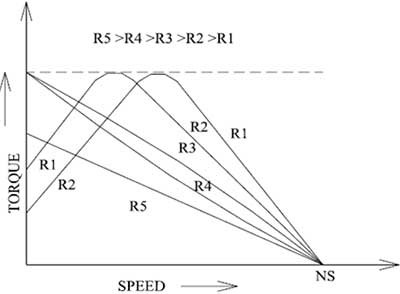 R5 >R4 >R3 >R2 >R1
R2
R1
R3
R1
R2
R4
R5
TORQUE
NS
SPEED